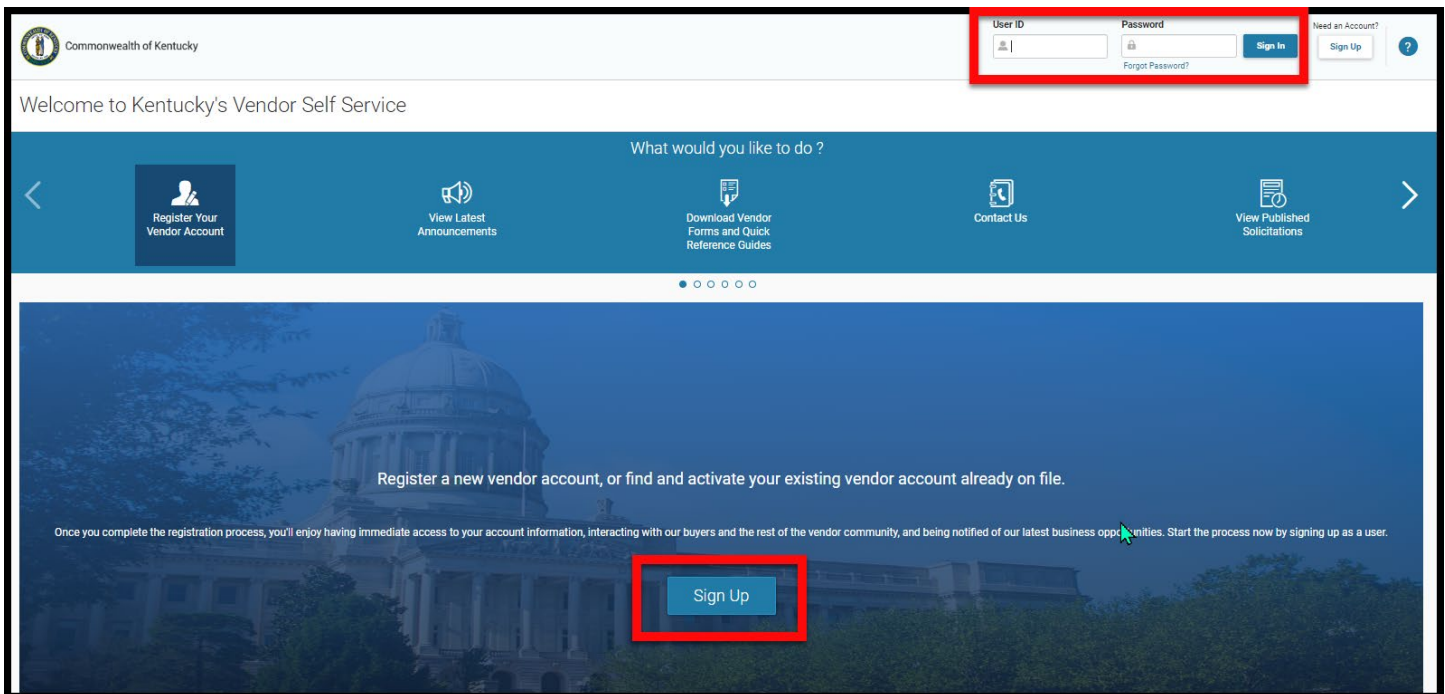 Commonwealth of Kentucky
User ID
Password
Sign In
Forgot Password?
Need an Account?
Sign Up
?
Welcome to Kentucky's Vendor Self Service
What would you like to do ?
Register Your
Vendor Account
View Latest
Announcements
Download Vendor
Forms and Quick
Reference Guides
Contact Us
View Published
Solicitations
Register a new vendor account, or find and activate your existing vendor account already on file.
Once you complete the registration process, you'll enjoy having immediate access to your account information, interacting with our buyers and the rest of the vendor community, and being notified of our latest business opportunities. Start the process now by signing up as a user.
Sign Up